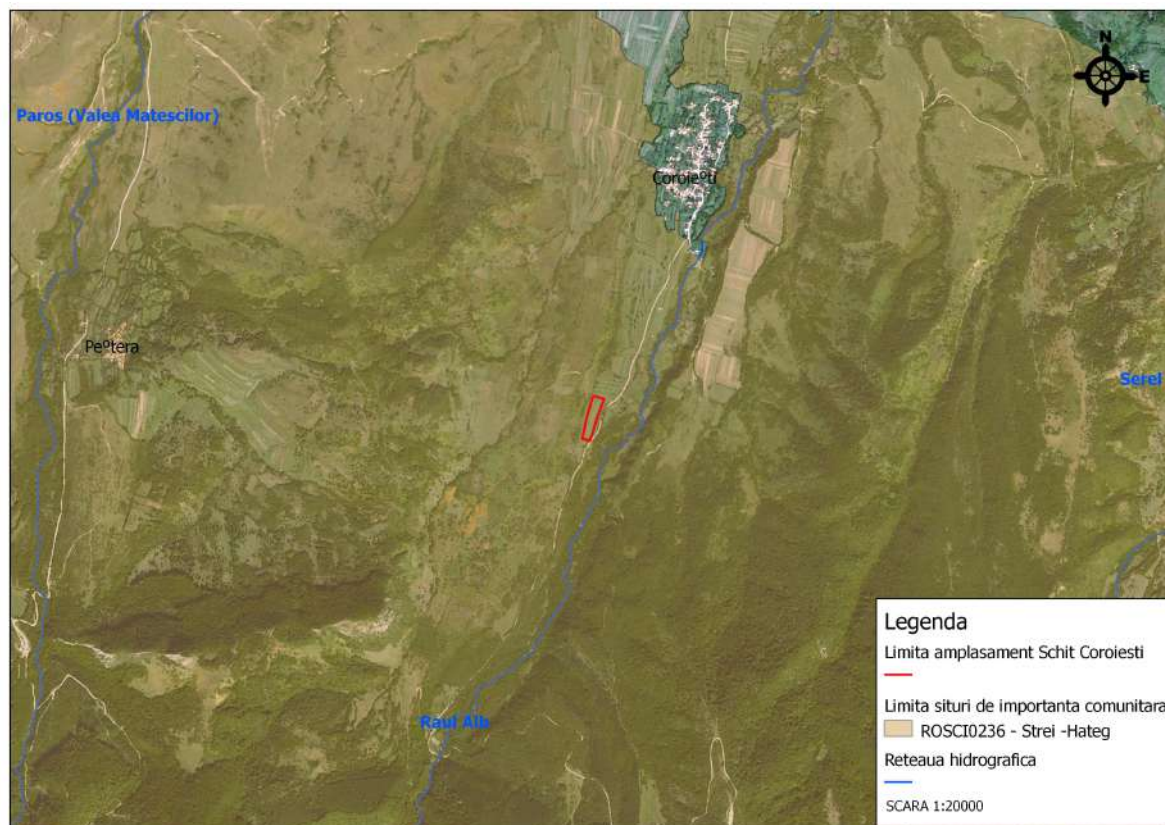 N
E
Paros (Valea Matescilor)
Coroieºti
Peºtera
Serel
Raul Alb
Legenda
Limita amplasament Schit Coroiesti
Limita situri de importanta comunitara
ROSCI0236 - Strei -Hateg
Reteaua hidrografica
SCARA 1:20000